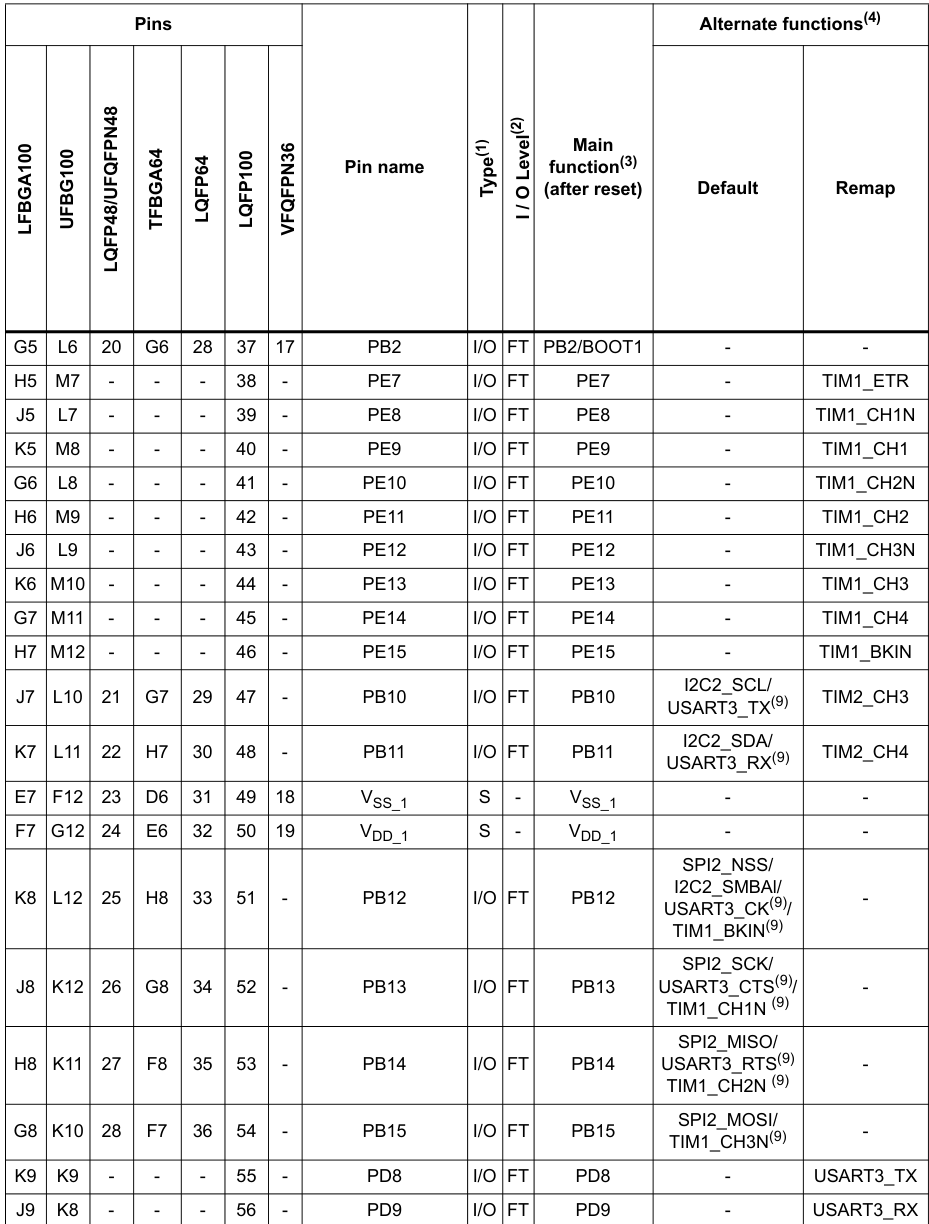 Pins Alternate functions(4)
LFBGA100 UFBG100 LQFP48/UFQFPN48 TFBGA64 LQFP64 LQFP100 VFQFPN36 Pin name Type(1) I / O Level(2) Main function(3) (after reset) Default Remap
G5 L6 20 G6 28 37 17 PB2 I/O FT PB2/BOOT1 - -
H5 M7 - - - 38 - PE7 I/O FT PE7 - TIM1_ETR
J5 L7 - - - 39 - PE8 I/O FT PE8 - TIM1_CH1N
K5 M8 - - - 40 - PE9 I/O FT PE9 - TIM1_CH1
G6 L8 - - - 41 - PE10 I/O FT PE10 - TIM1_CH2N
H6 M9 - - - 42 - PE11 I/O FT PE11 - TIM1_CH2
J6 L9 - - - 43 - PE12 I/O FT PE12 - TIM1_CH3N
K6 M10 - - - 44 - PE13 I/O FT PE13 - TIM1_CH3
G7 M11 - - - 45 - PE14 I/O FT PE14 - TIM1_CH4
H7 M12 - - - 46 - PE15 I/O FT PE15 - TIM1_BKIN
J7 L10 21 G7 29 47 - PB10 I/O FT PB10 I2C2_SCL/ USART3_TX(9) TIM2_CH3
K7 L11 22 H7 30 48 - PB11 I/O FT PB11 I2C2_SDA/ USART3_RX(9) TIM2_CH4
E7 F12 23 D6 31 49 18 VSS_1 S - VSS_1 - -
F7 G12 24 E6 32 50 19 VDD_1 S - VDD_1 - -
K8 L12 25 H8 33 51 - PB12 I/O FT PB12 SPI2_NSS/ I2C2_SMBAI/ USART3_CK(9)/ TIM1_BKIN(9) -
J8 K12 26 G8 34 52 - PB13 I/O FT PB13 SPI2_SCK/ USART3_CTS(9)/ TIM1_CH1N (9) -
H8 K11 27 F8 35 53 - PB14 I/O FT PB14 SPI2_MISO/ USART3_RTS(9) TIM1_CH2N (9) -
G8 K10 28 F7 36 54 - PB15 I/O FT PB15 SPI2_MOSI/ TIM1_CH3N(9) -
K9 K9 - - - 55 - PD8 I/O FT PD8 - USART3_TX
J9 K8 - - - 56 - PD9 I/O FT PD9 - USART3_RX